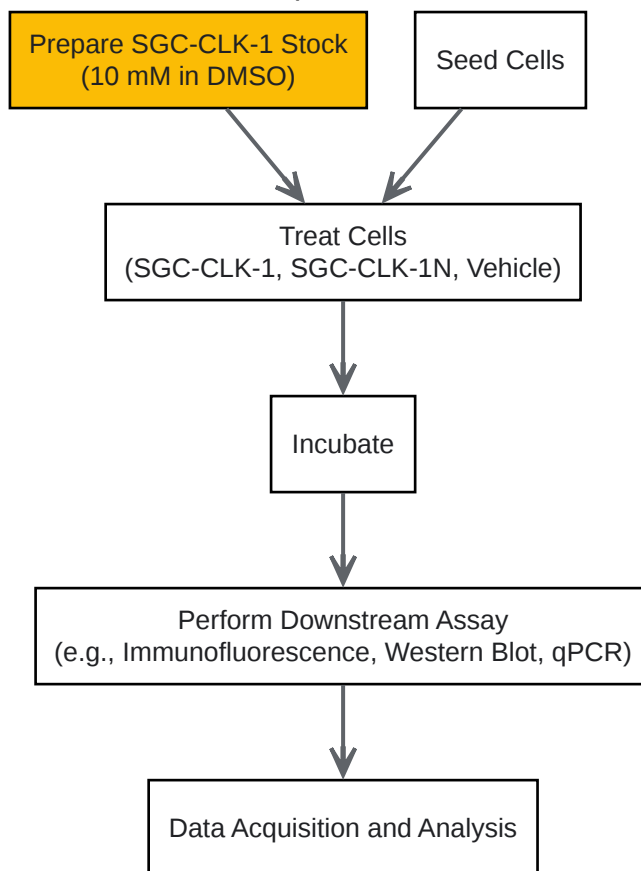 Prepare SGC-CLK-1 Stock
(10 mM in DMSO)
Seed Cells
Treat Cells
(SGC-CLK-1, SGC-CLK-1N, Vehicle)
Incubate
Perform Downstream Assay
(e.g., Immunofluorescence, Western Blot, qPCR)
Data Acquisition and Analysis